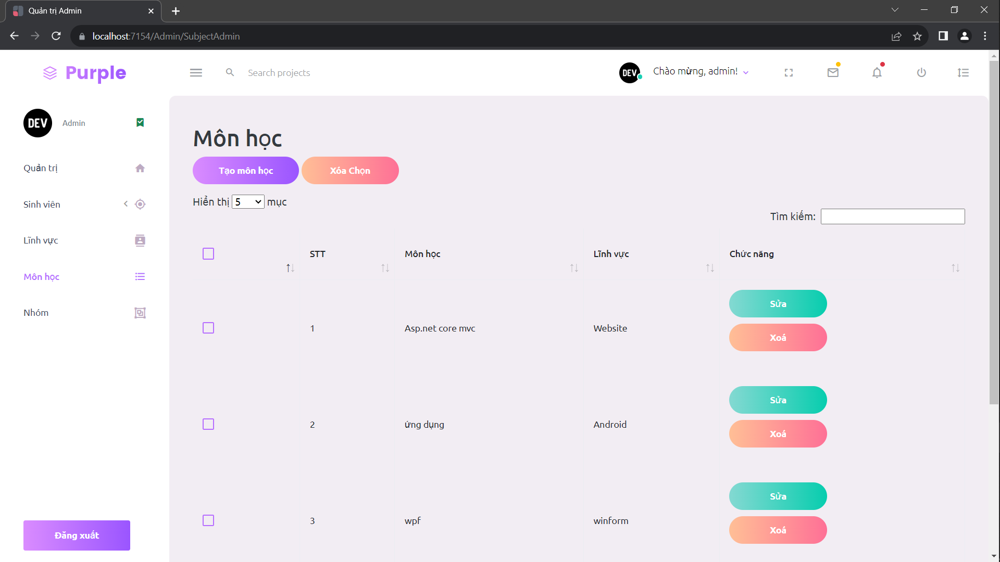 Quản trị Admin
localhost:7154/Admin/SubjectAdmin
Purple
Search projects
DEV
Chào mừng, admin!
DEV
Admin
Quản trị
Sinh viên
Lĩnh vực
Môn học
Nhóm
Đăng xuất
Môn học
Tạo môn học
Xóa Chọn
Hiển thị 5 mục
Tìm kiếm:
STT Môn học Lĩnh vực Chức năng
Sửa
1 Asp.net core mvc Website
Xoá
Sửa
2 ứng dụng Android
Xoá
Sửa
3 wpf winform
Xoá